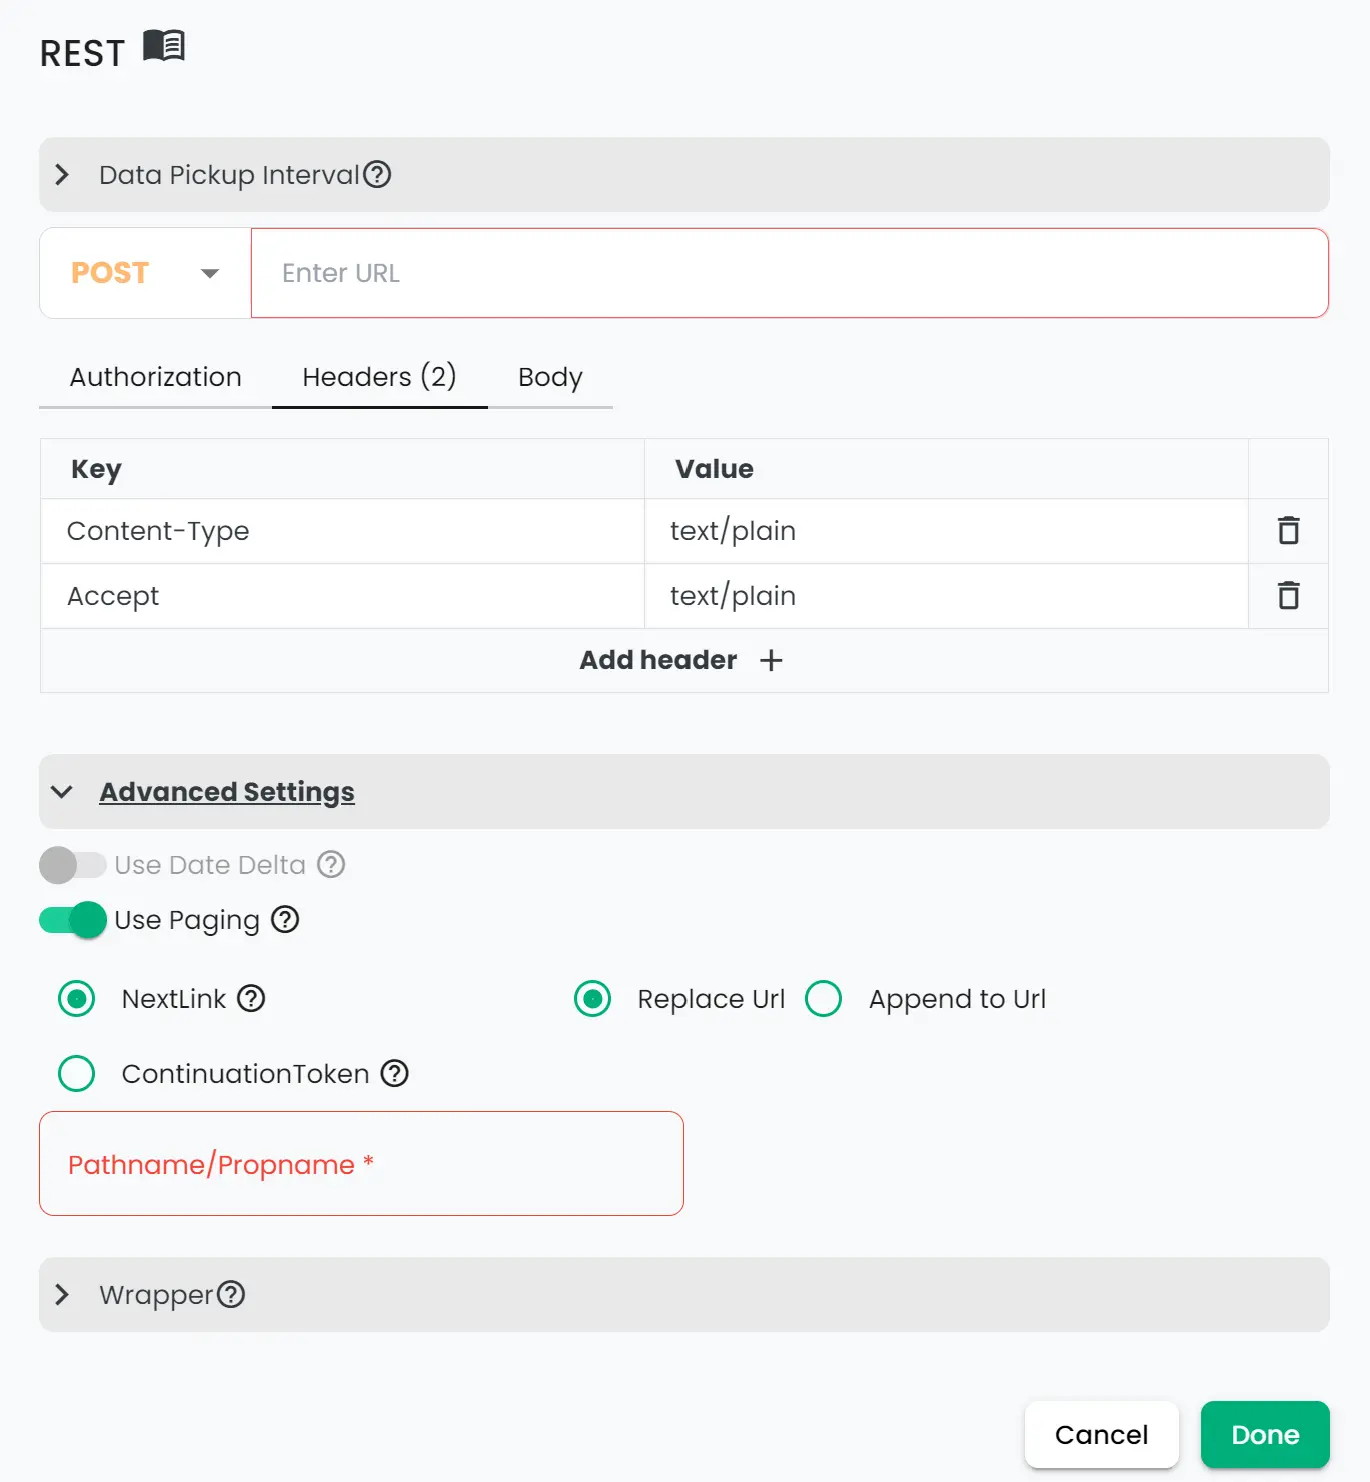 REST
Data Pickup Interval
POST Enter URL
Authorization Headers (2) Body
Key Value
Content-Type text/plain
Accept text/plain
Add header +
Advanced Settings
Use Date Delta
Use Paging
NextLink Replace Url Append to Url
ContinuationToken
Pathname/Propname *
Wrapper
Cancel Done